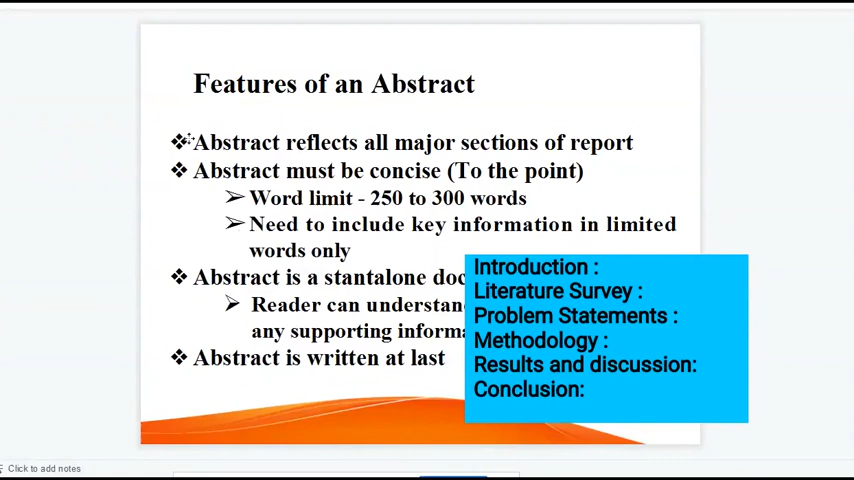 Features of an Abstract
Abstract reflects all major sections of report
Abstract must be concise (To the point)
Word limit - 250 to 300 words
Need to include key information in limited
words only
Abstract is a stantalone
Reader can
any supporting
Abstract is written at last
Introduction :
Literature Survey :
Problem Statements :
Methodology :
Results and discussion:
Conclusion:
Click to add notes